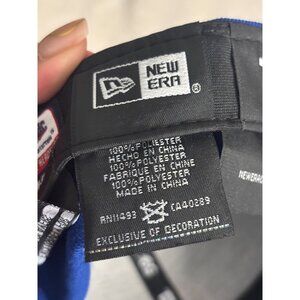 NEW
ERA
®
100%POLIESTER
HECHO EN CHINA
100%POLYESTER
FABRIQUE EN CHINE
100%POLYESTER
MADE IN CHINA
RN11493 CA40289
EXCLUSIVE OF DECORATION